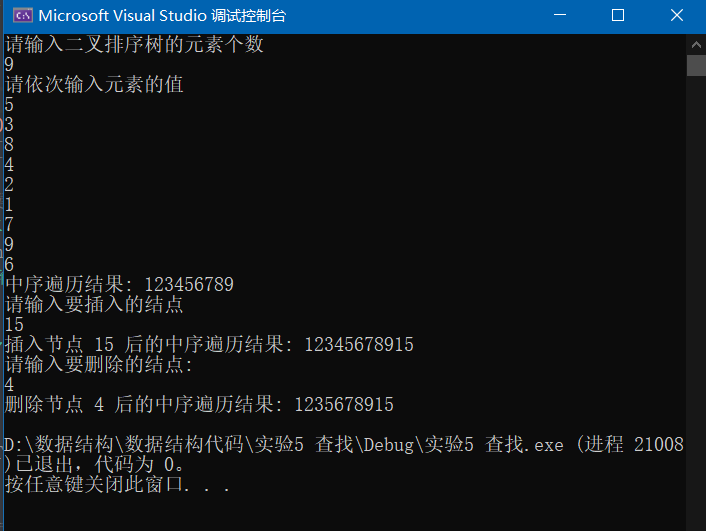 Microsoft Visual Studio 调试控制台
请输入二叉排序树的元素个数
9
请依次输入元素的值
5
3
8
4
2
1
7
9
6
中序遍历结果: 123456789
请输入要插入的结点
15
插入节点 15 后的中序遍历结果: 12345678915
请输入要删除的结点:
4
删除节点 4 后的中序遍历结果: 1235678915
D:\数据结构\数据结构代码\实验5 查找\Debug\实验5 查找.exe (进程 21008
)已退出，代码为 0。
按任意键关闭此窗口. . .